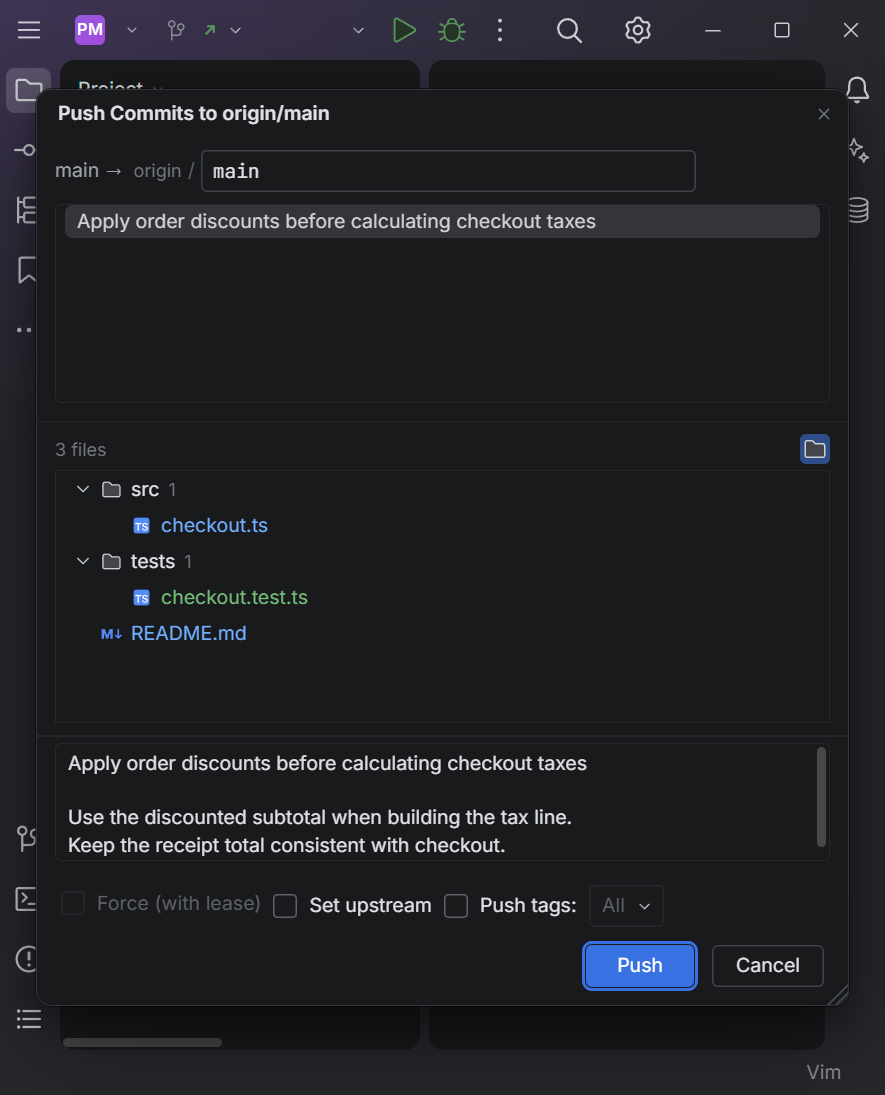 PM
Project
Push Commits to origin/main
main → origin / main
Apply order discounts before calculating checkout taxes
3 files
src 1
TS checkout.ts
tests 1
TS checkout.test.ts
M↓ README.md
Apply order discounts before calculating checkout taxes
Use the discounted subtotal when building the tax line.
Keep the receipt total consistent with checkout.
Force (with lease) Set upstream Push tags: All
Push Cancel
Vim